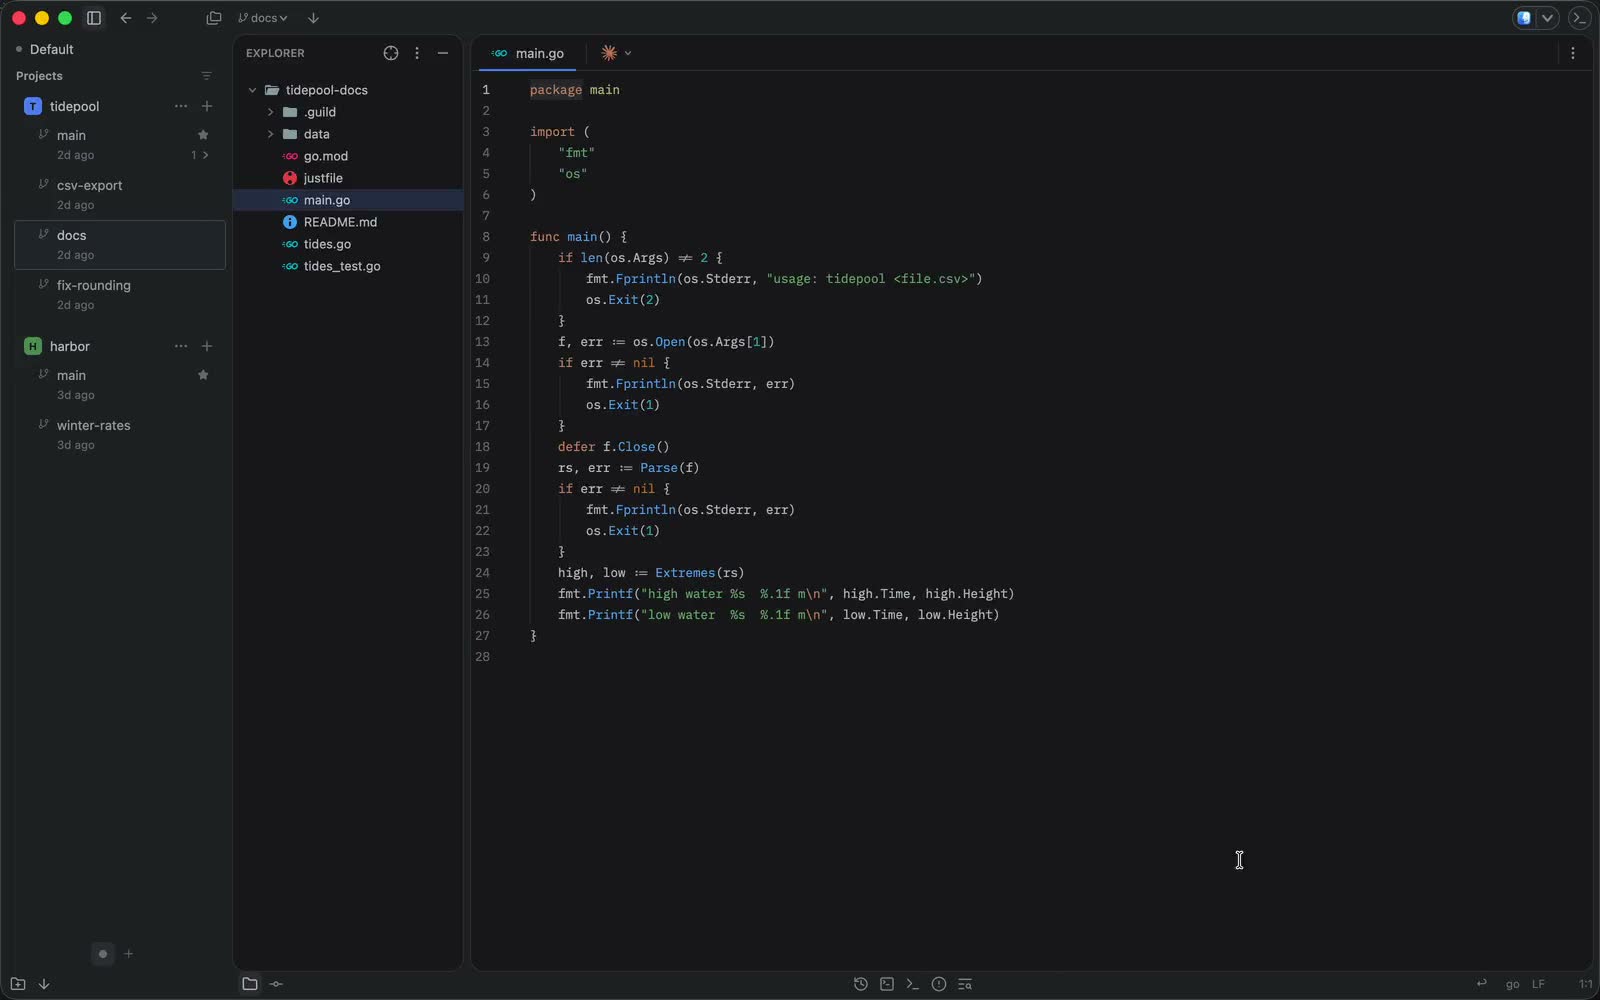 docs
Default
Projects
T tidepool
main
2d ago 1
csv-export
2d ago
docs
2d ago
fix-rounding
2d ago
H harbor
main
3d ago
winter-rates
3d ago
EXPLORER
tidepool-docs
.guild
data
go.mod
justfile
main.go
README.md
tides.go
tides_test.go
main.go
1 package main
2
3 import (
4 "fmt"
5 "os"
6 )
7
8 func main() {
9 if len(os.Args) != 2 {
10 fmt.Fprintln(os.Stderr, "usage: tidepool <file.csv>")
11 os.Exit(2)
12 }
13 f, err := os.Open(os.Args[1])
14 if err != nil {
15 fmt.Fprintln(os.Stderr, err)
16 os.Exit(1)
17 }
18 defer f.Close()
19 rs, err := Parse(f)
20 if err != nil {
21 fmt.Fprintln(os.Stderr, err)
22 os.Exit(1)
23 }
24 high, low := Extremes(rs)
25 fmt.Printf("high water %s  %.1f m\n", high.Time, high.Height)
26 fmt.Printf("low water  %s  %.1f m\n", low.Time, low.Height)
27 }
28
go LF 1:1